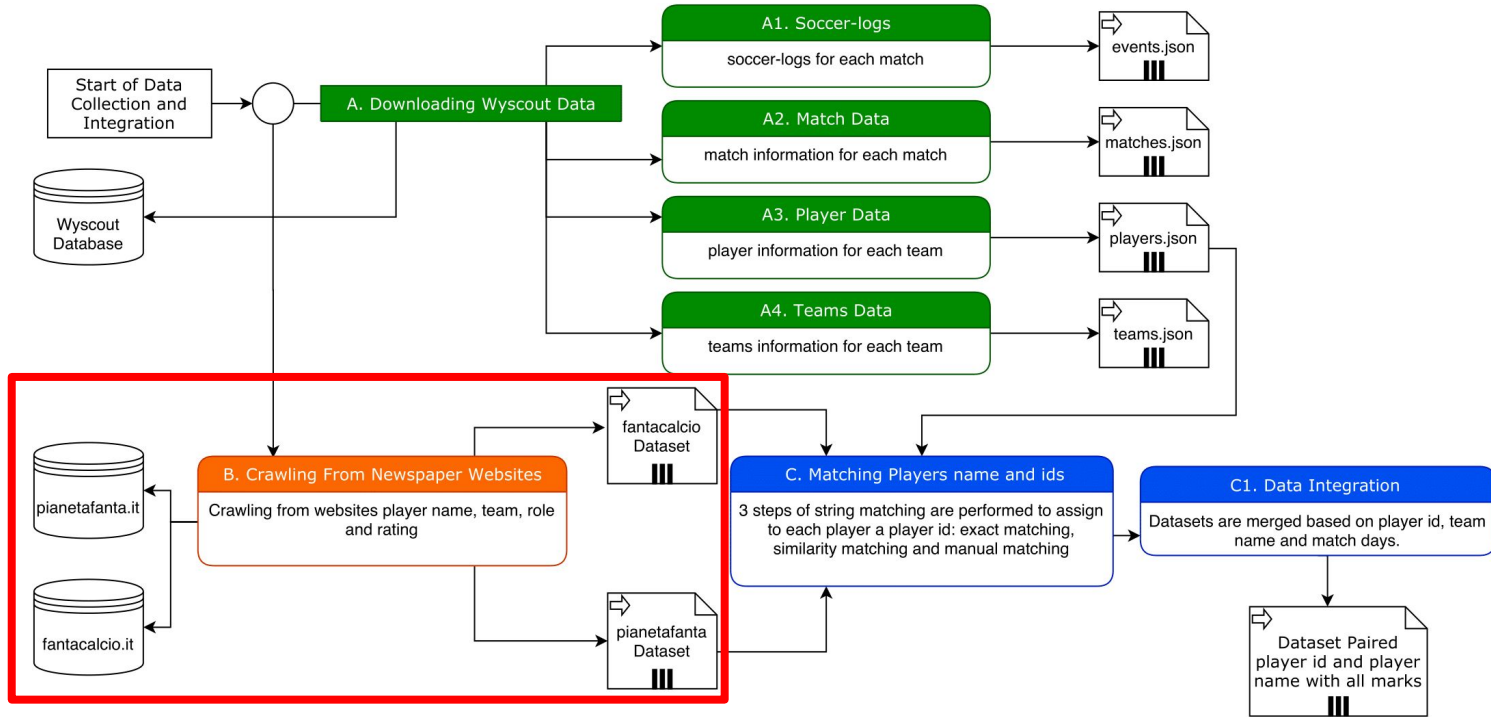 Start of Data
Collection and
Integration
A. Downloading Wyscout Data
Wyscout
Database
A1. Soccer-logs
soccer-logs for each match
events.json
A2. Match Data
match information for each match
matches.json
A3. Player Data
player information for each team
players.json
A4. Teams Data
teams information for each team
teams.json
pianetafanta.it
fantacalcio.it
B. Crawling From Newspaper Websites
Crawling from websites player name, team, role
and rating
fantacalcio
Dataset
pianetafanta
Dataset
C. Matching Players name and ids
3 steps of string matching are performed to assign
to each player a player id: exact matching,
similarity matching and manual matching
C1. Data Integration
Datasets are merged based on player id, team
name and match days.
Dataset Paired
player id and player
name with all marks